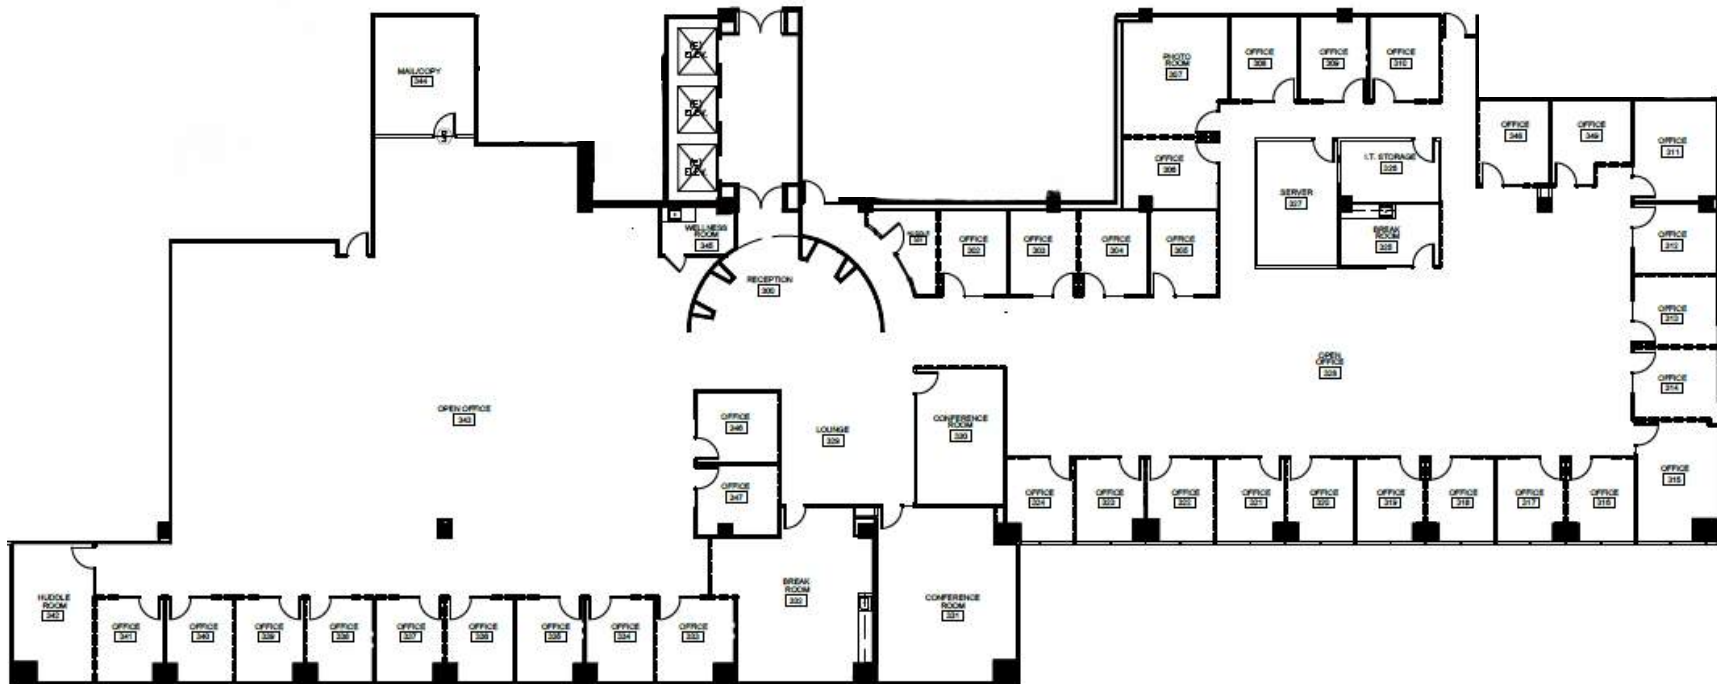 MAIL/COPY
344
(E)
ELEV.
(E)
ELEV.
(E)
ELEV.
PHOTO
ROOM
307
OFFICE
308
OFFICE
309
OFFICE
310
OFFICE
306
SERVER
327
I.T. STORAGE
326
BREAK
ROOM
325
OFFICE
348
OFFICE
349
OFFICE
311
OFFICE
312
OFFICE
313
OFFICE
314
OFFICE
315
WELLNESS
ROOM
345
RECEPTION
300
301
OFFICE
302
OFFICE
303
OFFICE
304
OFFICE
305
OPEN
OFFICE
328
OPEN OFFICE
343
OFFICE
346
OFFICE
347
LOUNGE
329
CONFERENCE
ROOM
330
OFFICE
324
OFFICE
323
OFFICE
322
OFFICE
321
OFFICE
320
OFFICE
319
OFFICE
318
OFFICE
317
OFFICE
316
HUDDLE
ROOM
342
OFFICE
341
OFFICE
340
OFFICE
339
OFFICE
338
OFFICE
337
OFFICE
336
OFFICE
335
OFFICE
334
OFFICE
333
BREAK
ROOM
332
CONFERENCE
ROOM
331